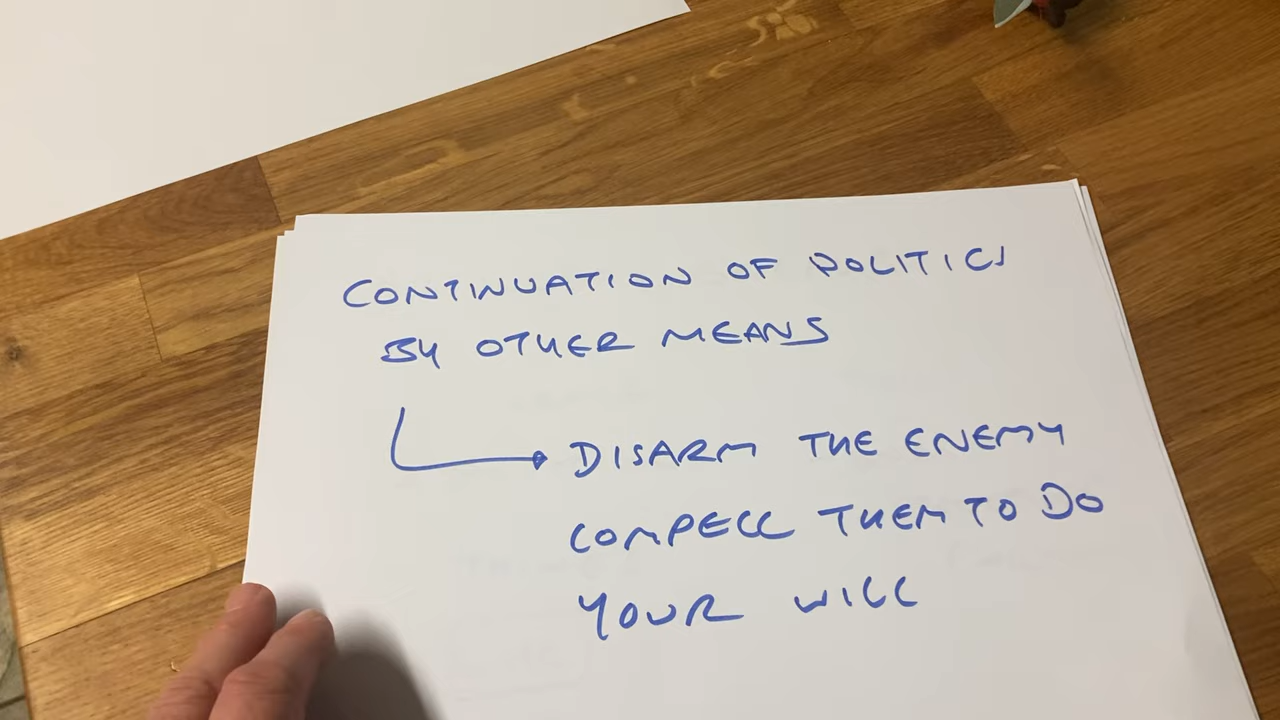 CONTINUATION OF POLITICS
BY OTHER MEANS
DISARM THE ENEMY
COMPELL THEM TO DO
YOUR WILL